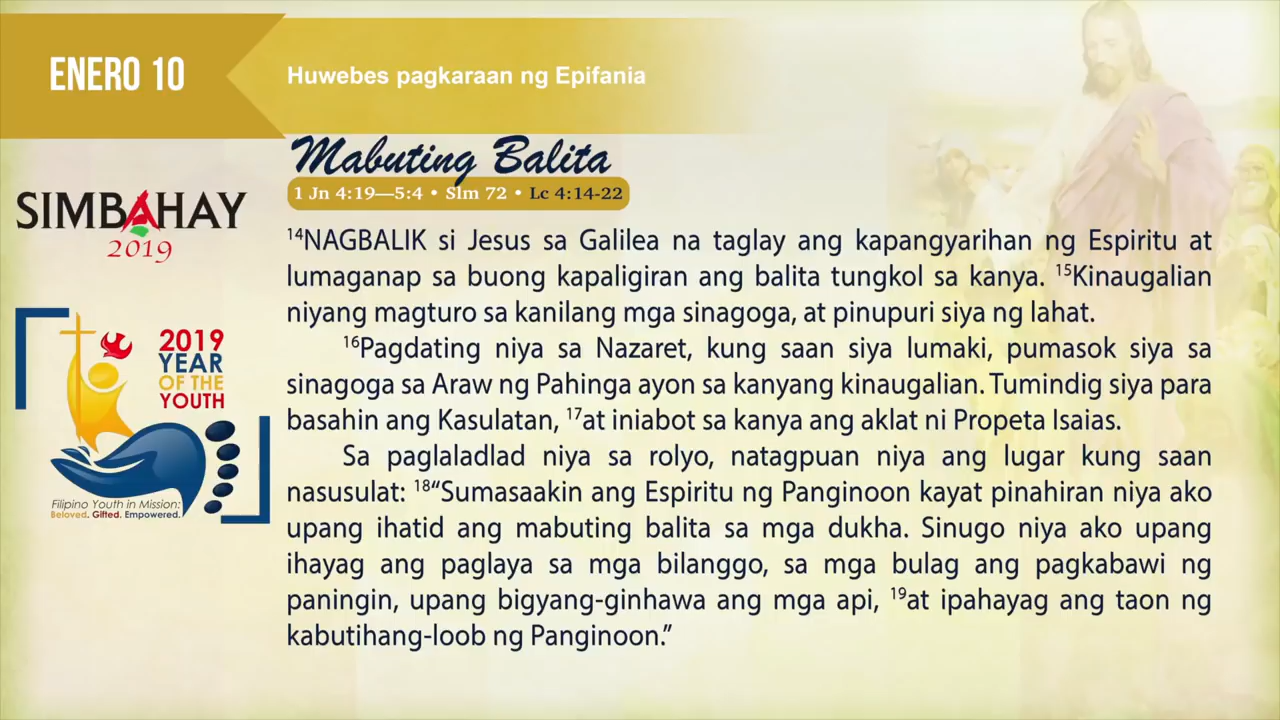 ENERO 10
Huwebes pagkaraan ng Epifania
Mabuting Balita
1 Jn 4:19—5:4 • Slm 72 • Lc 4:14-22
SIMBAHAY
2019
2019
YEAR
OF THE
YOUTH
Filipino Youth in Mission:
Beloved. Gifted. Empowered.
¹⁴NAGBALIK si Jesus sa Galilea na taglay ang kapangyarihan ng Espiritu at
lumaganap sa buong kapaligiran ang balita tungkol sa kanya. ¹⁵Kinaugalian
niyang magturo sa kanilang mga sinagoga, at pinupuri siya ng lahat.
¹⁶Pagdating niya sa Nazaret, kung saan siya lumaki, pumasok siya sa
sinagoga sa Araw ng Pahinga ayon sa kanyang kinaugalian. Tumindig siya para
basahin ang Kasulatan, ¹⁷at iniabot sa kanya ang aklat ni Propeta Isaias.
Sa paglaladlad niya sa rolyo, natagpuan niya ang lugar kung saan
nasusulat: ¹⁸“Sumasaakin ang Espiritu ng Panginoon kayat pinahiran niya ako
upang ihatid ang mabuting balita sa mga dukha. Sinugo niya ako upang
ihayag ang paglaya sa mga bilanggo, sa mga bulag ang pagkabawi ng
paningin, upang bigyang-ginhawa ang mga api, ¹⁹at ipahayag ang taon ng
kabutihang-loob ng Panginoon.”